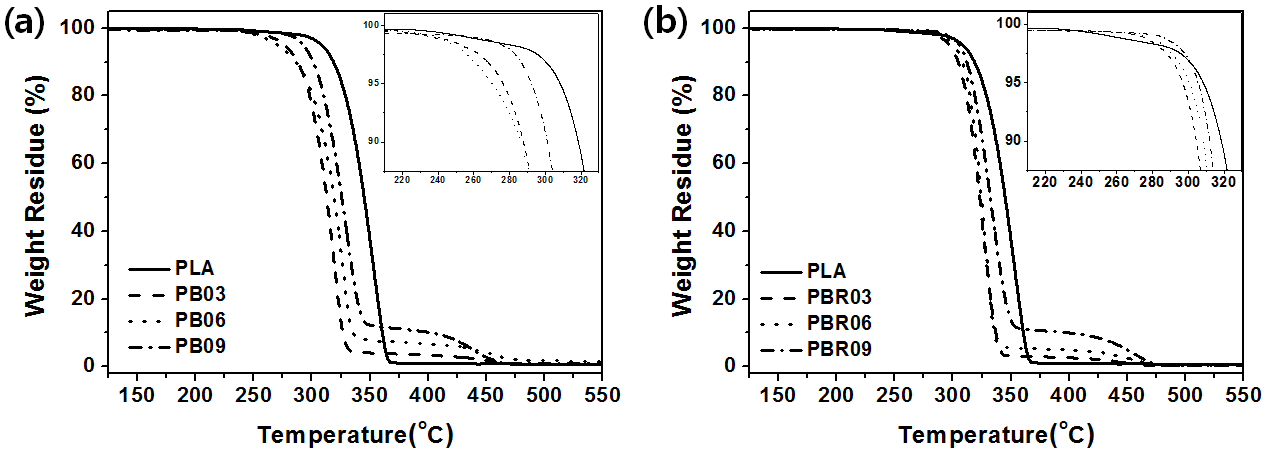 (a)
Weight Residue (%)
100
80
60
40
20
0
150 200 250 300 350 400 450 500 550
Temperature(°C)
PLA
PB03
PB06
PB09
100
95
90
220 240 260 280 300 320
(b)
Weight Residue (%)
100
80
60
40
20
0
150 200 250 300 350 400 450 500 550
Temperature(°C)
PLA
PBR03
PBR06
PBR09
100
95
90
220 240 260 280 300 320